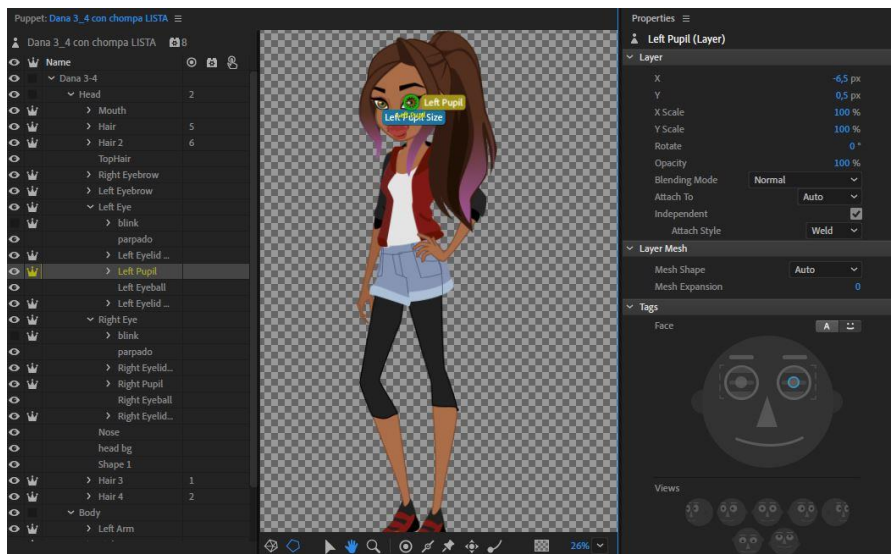 Puppet: Dana 3_4 con chompa LISTA
Dana 3_4 con chompa LISTA 8
Name
Dana 3-4
Head 2
Mouth
Hair 5
Hair 2 6
TopHair
Right Eyebrow
Left Eyebrow
Left Eye
blink
parpado
Left Eyelid ...
Left Pupil
Left Eyeball
Left Eyelid ...
Right Eye
blink
parpado
Right Eyelid...
Right Pupil
Right Eyeball
Right Eyelid...
Nose
head bg
Shape 1
Hair 3 1
Hair 4 2
Body
Left Arm
Left Pupil
Left Pupil Size
26%
Properties
Left Pupil (Layer)
Layer
X -6,5 px
Y 0,5 px
X Scale 100 %
Y Scale 100 %
Rotate 0 °
Opacity 100 %
Blending Mode Normal
Attach To Auto
Independent
Attach Style Weld
Layer Mesh
Mesh Shape Auto
Mesh Expansion 0
Tags
Face A
Views